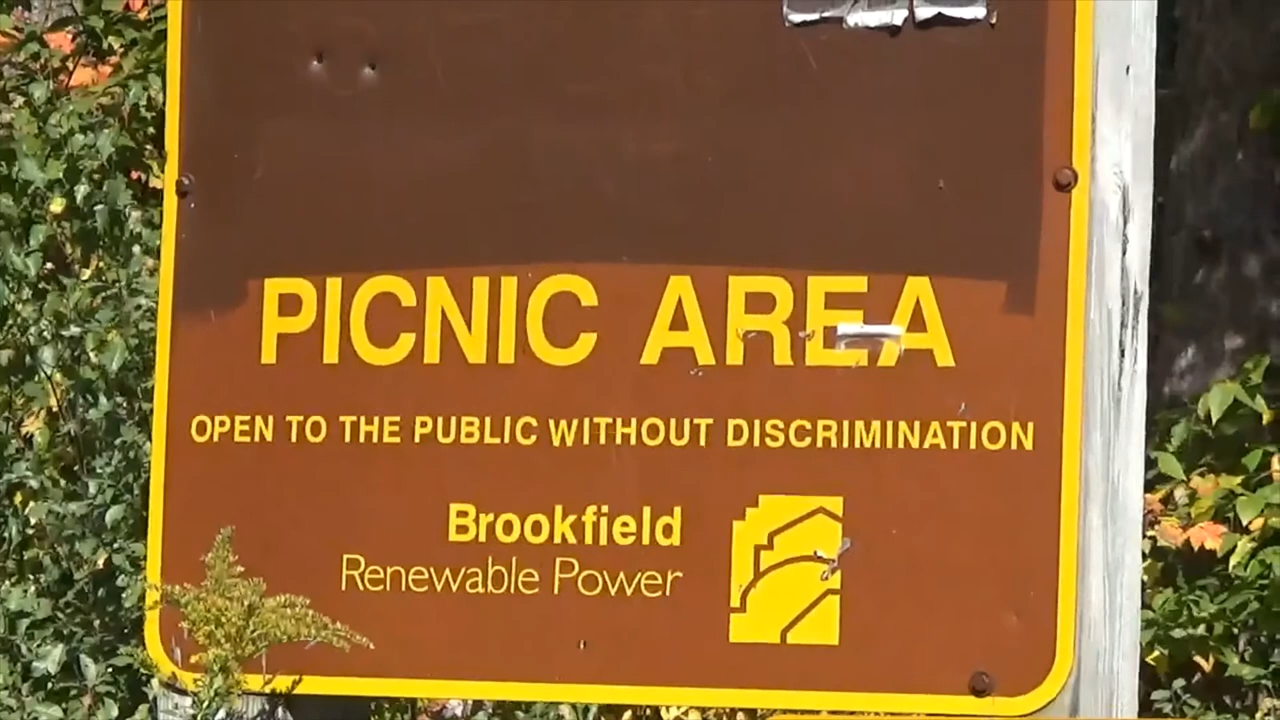 PICNIC AREA
OPEN TO THE PUBLIC WITHOUT DISCRIMINATION
Brookfield
Renewable Power